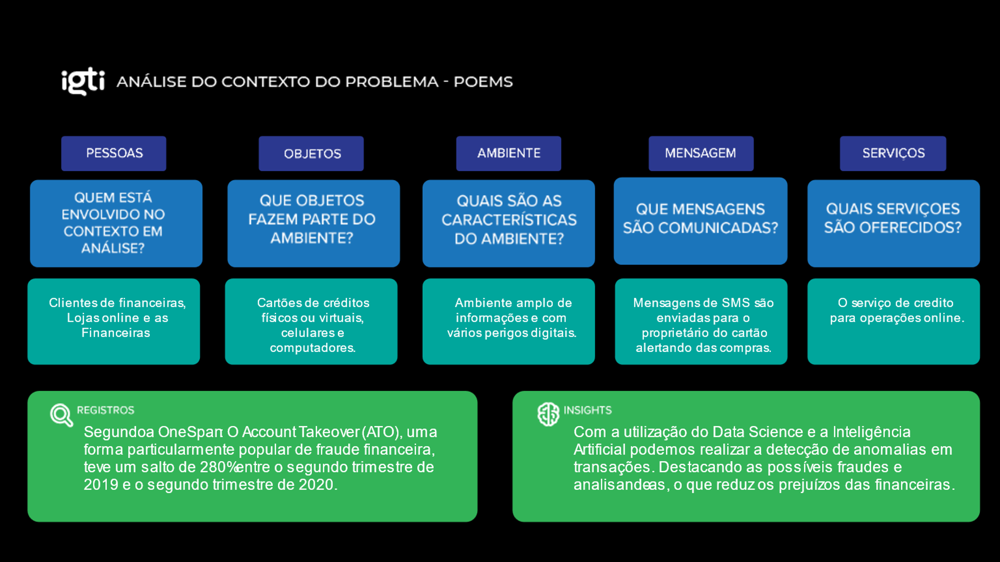 igti ANÁLISE DO CONTEXTO DO PROBLEMA - POEMS
PESSOAS
QUEM ESTÁ
ENVOLVIDO NO
CONTEXTO EM
ANÁLISE?
Clientes de financeiras,
Lojas online e as
Financeiras
OBJETOS
QUE OBJETOS
FAZEM PARTE DO
AMBIENTE?
Cartões de créditos
físicos ou virtuais,
celulares e
computadores.
AMBIENTE
QUAIS SÃO AS
CARACTERÍSTICAS
DO AMBIENTE?
Ambiente amplo de
informações e com
vários perigos digitais.
MENSAGEM
QUE MENSAGENS
SÃO COMUNICADAS?
Mensagens de SMS são
enviadas para o
proprietário do cartão
alertando das compras.
SERVIÇOS
QUAIS SERVIÇOES
SÃO OFERECIDOS?
O serviço de credito
para operações online.
REGISTROS
Segundo a OneSpan: O Account Takeover (ATO), uma
forma particularmente popular de fraude financeira,
teve um salto de 280% entre o segundo trimestre de
2019 e o segundo trimestre de 2020.
INSIGHTS
Com a utilização do Data Science e a Inteligência
Artificial podemos realizar a detecção de anomalias em
transações. Destacando as possíveis fraudes e
analisando-as, o que reduz os prejuízos das financeiras.